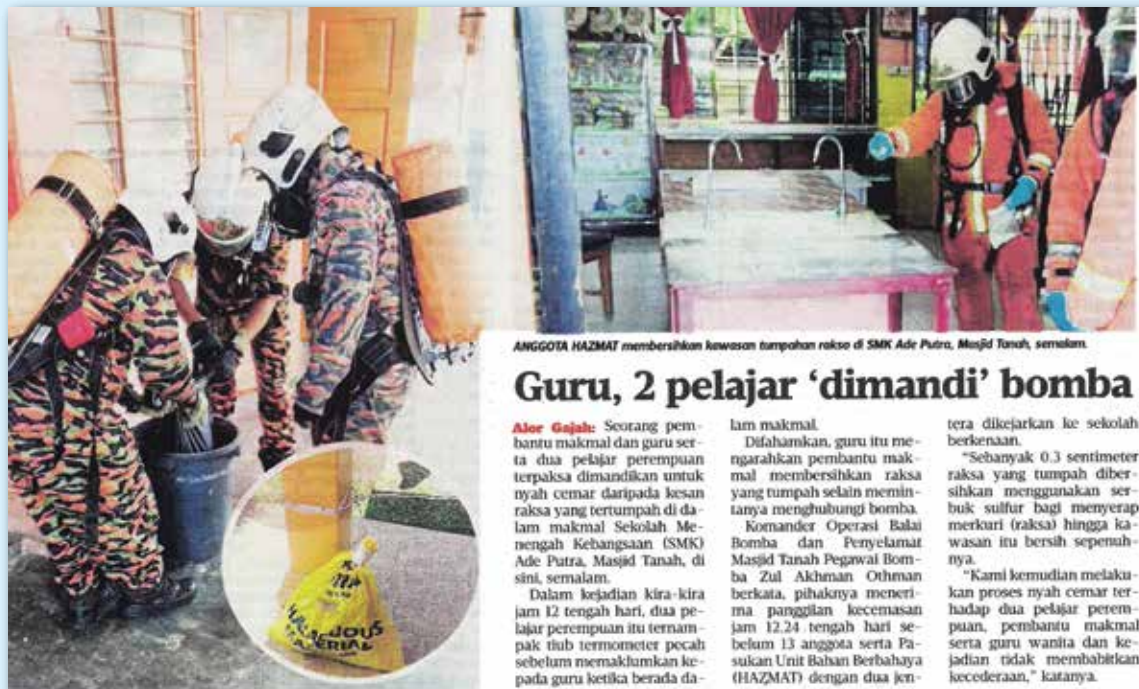 ANGGOTA HAZMAT membersihkan kawasan tumpahan raksa di SMK Ade Putra, Masjid Tanah, semalam.
Guru, 2 pelajar ‘dimandi’ bomba
Alor Gajah: Seorang pem-
bantu makmal dan guru ser-
ta dua pelajar perempuan
terpaksa dimandikan untuk
nyah cemar daripada kesan
raksa yang tertumpah di da-
lam makmal Sekolah Me-
nengah Kebangsaan (SMK)
Ade Putra, Masjid Tanah, di
sini, semalam.
Dalam kejadian kira-kira
jam 12 tengah hari, dua pe-
lajar perempuan itu ternam-
pak tiub termometer pecah
sebelum memaklumkan ke-
pada guru ketika berada da-
lam makmal.
Difahamkan, guru itu me-
ngarahkan pembantu mak-
mal membersihkan raksa
yang tumpah selain memin-
tanya menghubungi bomba.
Komander Operasi Balai
Bomba dan Penyelamat
Masjid Tanah Pegawai Bom-
ba Zul Akhman Othman
berkata, pihaknya meneri-
ma panggilan kecemasan
jam 12.24 tengah hari se-
belum 13 anggota serta Pa-
sukan Unit Bahan Berbahaya
(HAZMAT) dengan dua jen-
tera dikejarkan ke sekolah
berkenaan.
“Sebanyak 0.3 sentimeter
raksa yang tumpah diber-
sihkan menggunakan ser-
buk sulfur bagi menyerap
merkuri (raksa) hingga ka-
wasan itu bersih sepenuh-
nya.
“Kami kemudian melaku-
kan proses nyah cemar ter-
hadap dua pelajar perem-
puan, pembantu makmal
serta guru wanita dan ke-
jadian tidak membabitkan
kecederaan,” katanya.
HAZARDOUS
MATERIAL